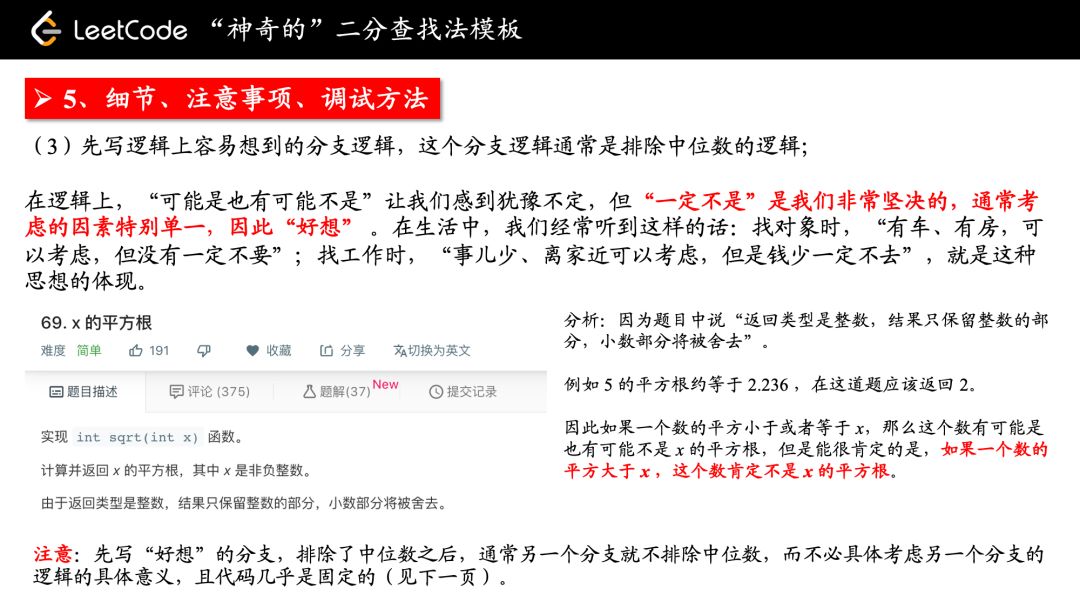 LeetCode “神奇的”二分查找法模板
➢ 5、细节、注意事项、调试方法
（3）先写逻辑上容易想到的分支逻辑，这个分支逻辑通常是排除中位数的逻辑；
在逻辑上，“可能是也有可能不是”让我们感到犹豫不定，但“一定不是”是我们非常坚决的，通常考
虑的因素特别单一，因此“好想”。在生活中，我们经常听到这样的话：找对象时，“有车、有房，可
以考虑，但没有一定不要”；找工作时，“事儿少、离家近可以考虑，但是钱少一定不去”，就是这种
思想的体现。
69. x 的平方根
难度 简单 191 收藏 分享 切换为英文
题目描述 评论 (375) 题解(37) New 提交记录
实现 int sqrt(int x) 函数。
计算并返回 x 的平方根，其中 x 是非负整数。
由于返回类型是整数，结果只保留整数的部分，小数部分将被舍去。
分析：因为题目中说“返回类型是整数，结果只保留整数的部
分，小数部分将被舍去”。
例如 5 的平方根约等于 2.236，在这道题应该返回 2。
因此如果一个数的平方小于或者等于 x，那么这个数有可能是
也有可能不是 x 的平方根，但是能很肯定的是，如果一个数的
平方大于 x，这个数肯定不是 x 的平方根。
注意：先写“好想”的分支，排除了中位数之后，通常另一个分支就不排除中位数，而不必具体考虑另一个分支的
逻辑的具体意义，且代码几乎是固定的（见下一页）。